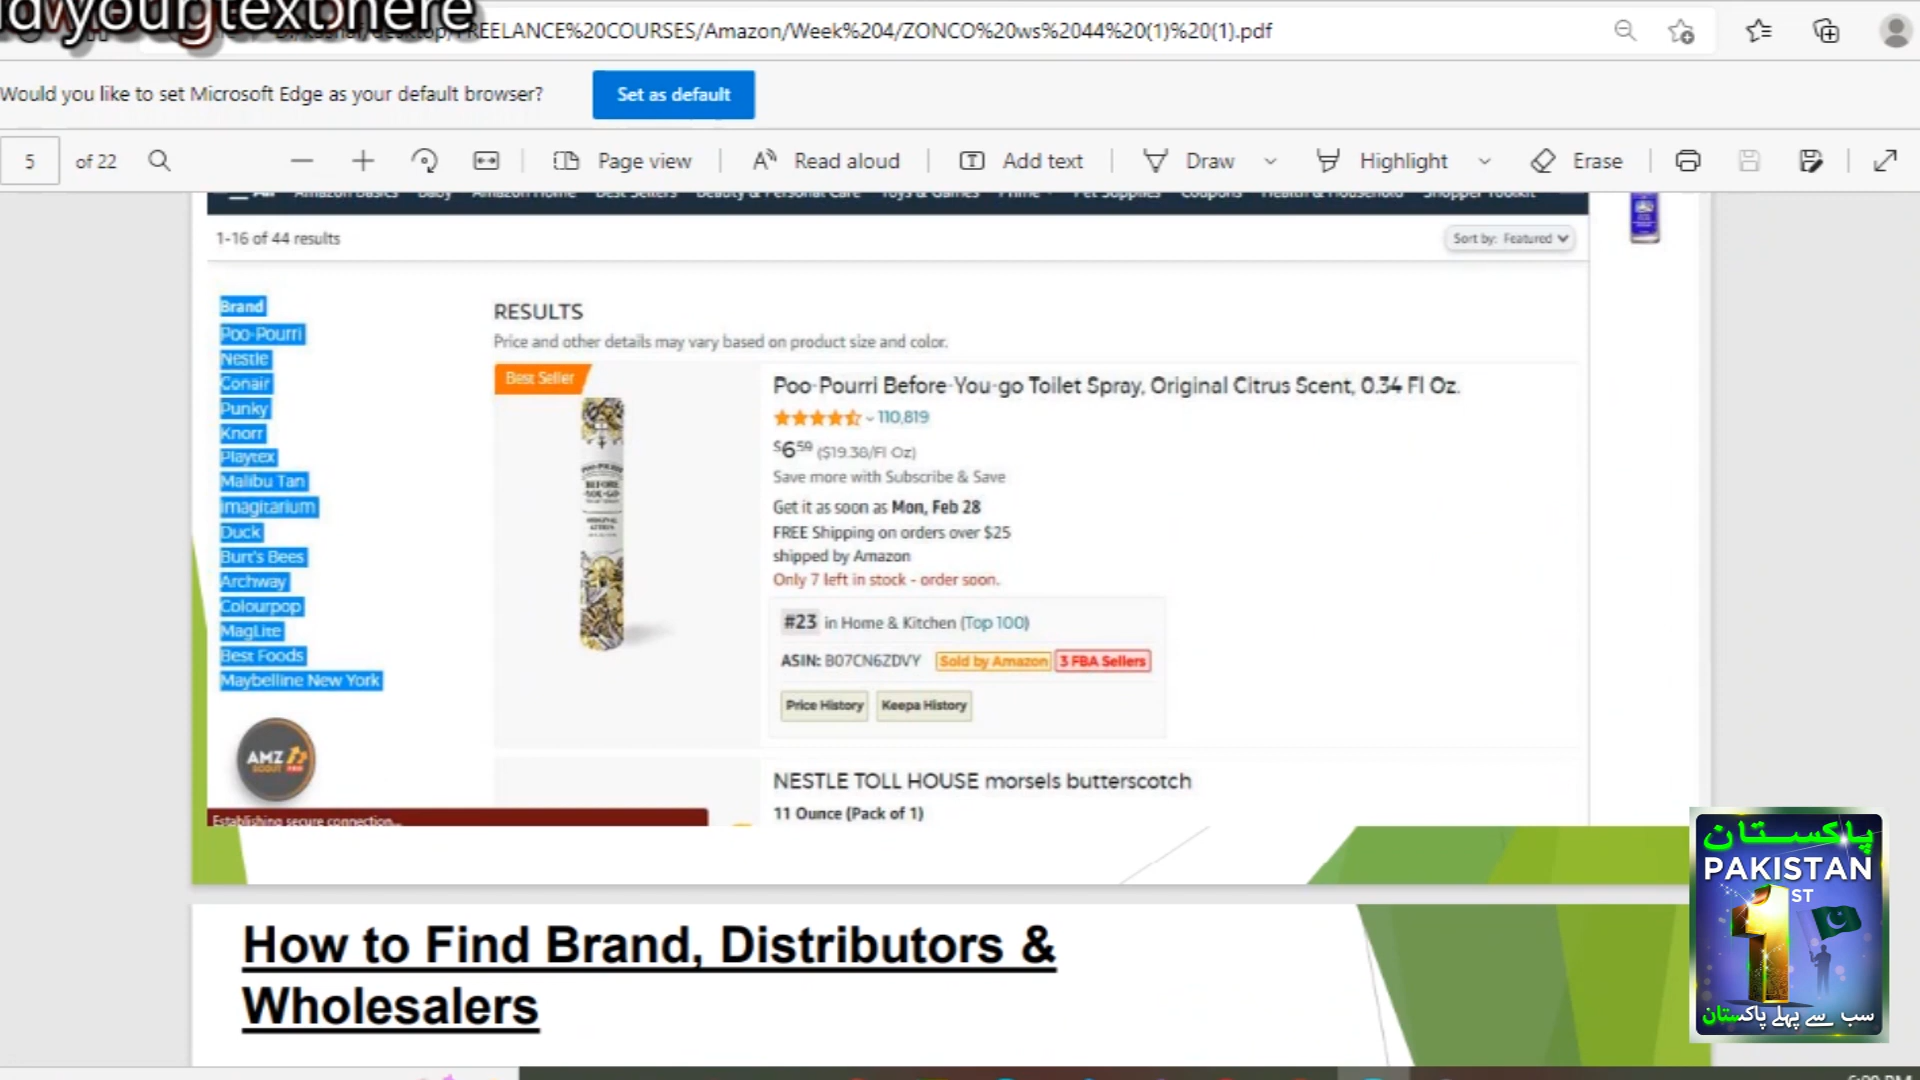 dyourgtexthere
FREELANCE%20COURSES/Amazon/Week%204/ZONCO%20ws%2044%20(1)%20(1).pdf
Would you like to set Microsoft Edge as your default browser?
Set as default
5 of 22
Page view
Read aloud
Add text
Draw
Highlight
Erase
All Amazon Basics Baby Amazon Home Best Sellers Beauty & Personal Care Toys & Games Prime Pet Supplies Coupons Health & Household Shopper Toolkit
1-16 of 44 results
Sort by: Featured
Brand
Poo-Pourri
Nestle
Conair
Punky
Knorr
Playtex
Malibu Tan
Imagitarium
Duck
Burt's Bees
Archway
Colourpop
MagLite
Best Foods
Maybelline New York
AMZ
SCOUT PRO
Establishing secure connection...
RESULTS
Price and other details may vary based on product size and color.
Best Seller
POO-POURRI
BEFORE
-YOU-GO-
ORIGINAL
CITRUS
Poo-Pourri Before-You-go Toilet Spray, Original Citrus Scent, 0.34 Fl Oz.
110,819
$6.59 ($19.38/Fl Oz)
Save more with Subscribe & Save
Get it as soon as Mon, Feb 28
FREE Shipping on orders over $25
shipped by Amazon
Only 7 left in stock - order soon.
#23 in Home & Kitchen (Top 100)
ASIN: B07CN6ZDVY Sold by Amazon 3 FBA Sellers
Price History Keepa History
NESTLE TOLL HOUSE morsels butterscotch
11 Ounce (Pack of 1)
How to Find Brand, Distributors &
Wholesalers
پاکستان
PAKISTAN
1ST
سب سے پہلے پاکستان